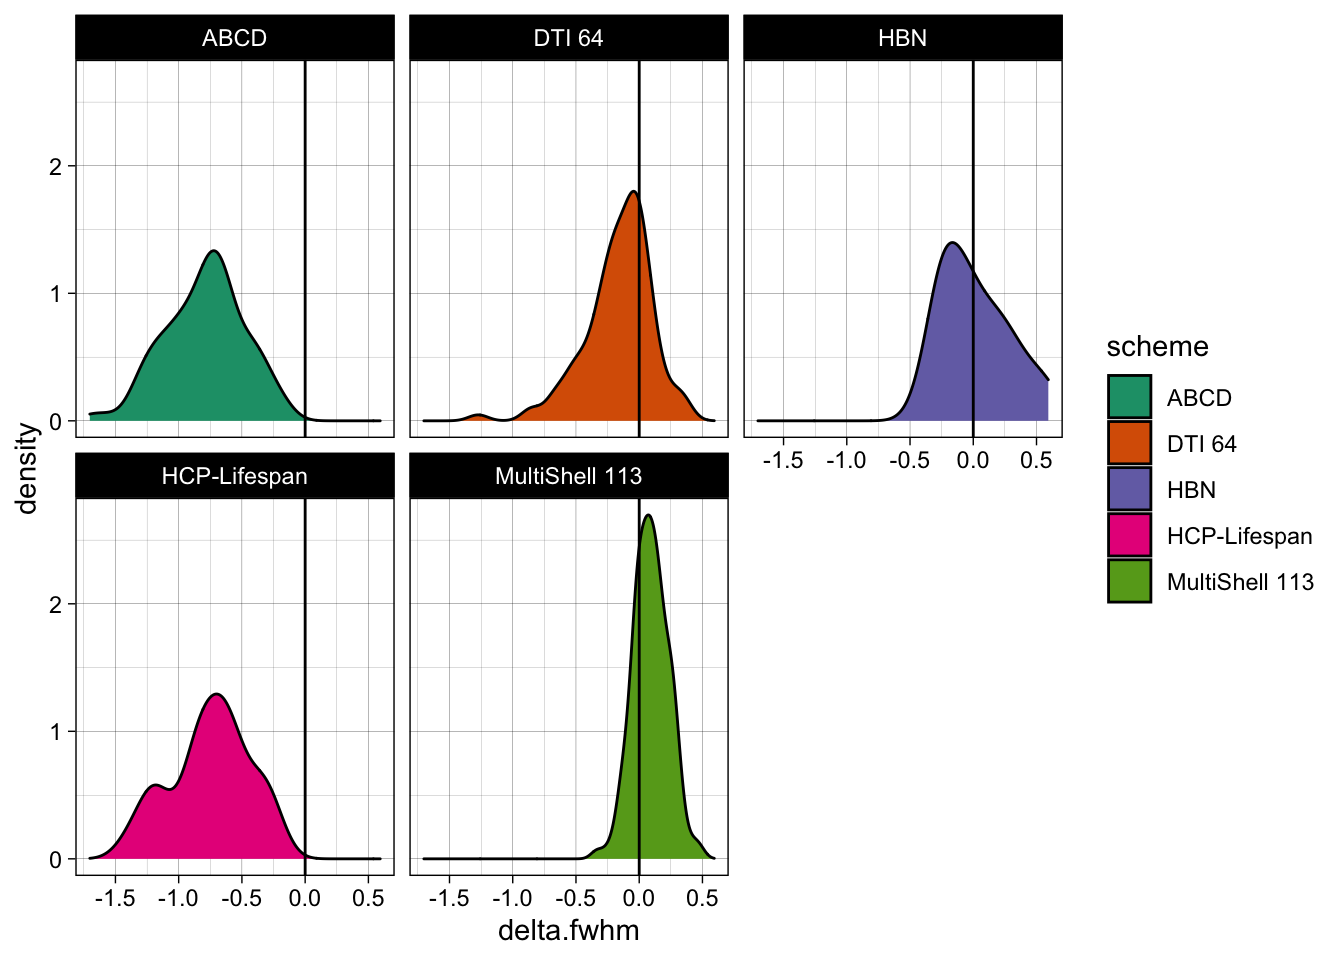 ABCD
DTI 64
HBN
2
1
0
-1.5 -1.0 -0.5 0.0 0.5
HCP-Lifespan
MultiShell 113
2
1
0
-1.5 -1.0 -0.5 0.0 0.5
-1.5 -1.0 -0.5 0.0 0.5
delta.fwhm
density
scheme
ABCD
DTI 64
HBN
HCP-Lifespan
MultiShell 113